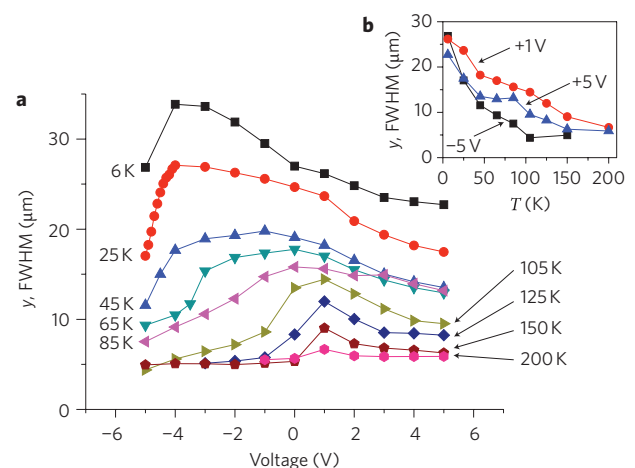 a
y, FWHM (μm)
30
20
10
0
−6
−4
−2
0
2
4
6
Voltage (V)
6 K
25 K
45 K
65 K
85 K
105 K
125 K
150 K
200 K
b
y, FWHM (μm)
30
20
10
0
0
50
100
150
200
T (K)
+1 V
+5 V
−5 V